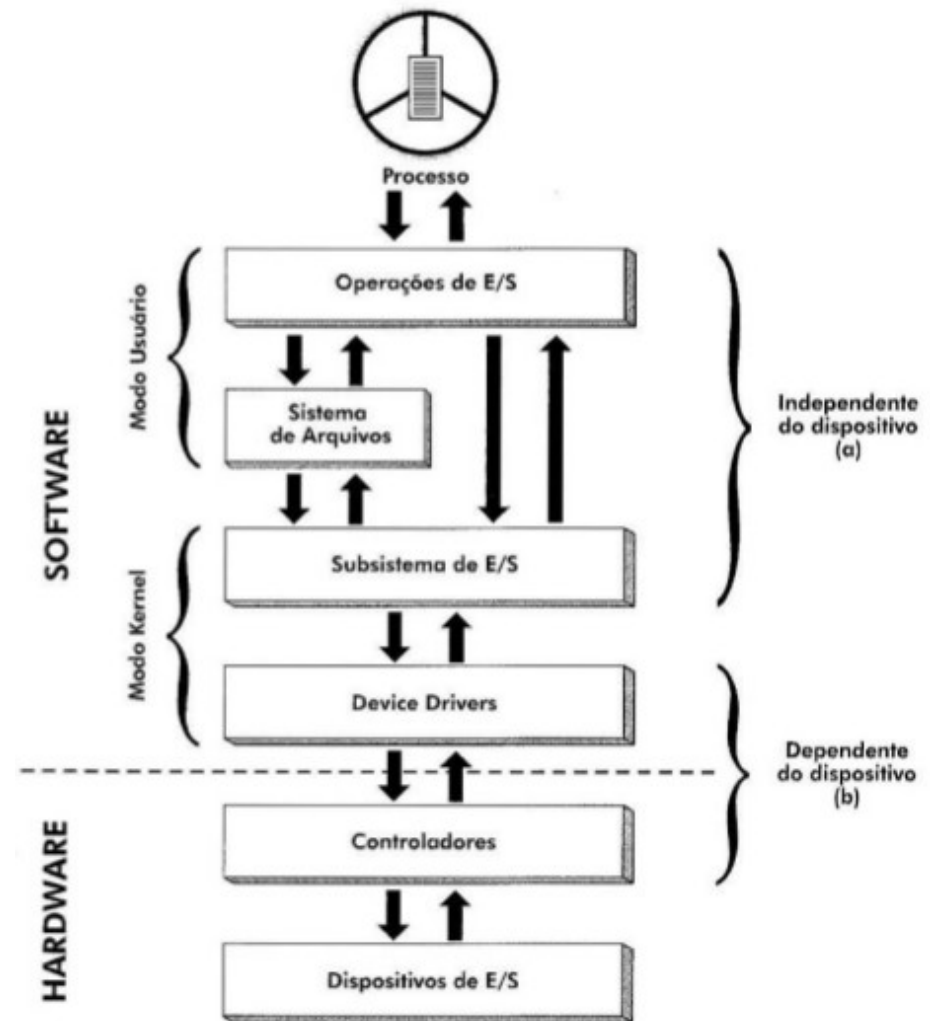 Processo
Operações de E/S
Modo Usuário
Sistema
de Arquivos
SOFTWARE
Independente
do dispositivo
(a)
Subsistema de E/S
Modo Kernel
Device Drivers
Dependente
do dispositivo
(b)
HARDWARE
Controladores
Dispositivos de E/S